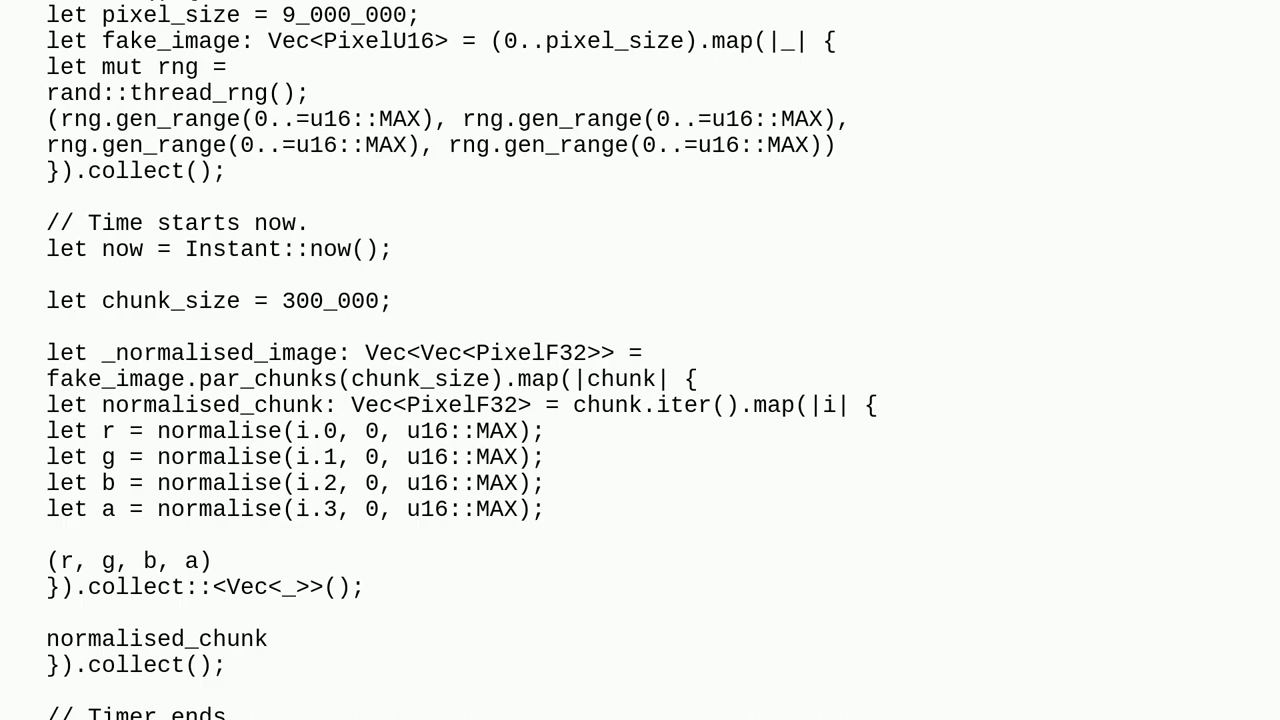 let pixel_size = 9_000_000;
let fake_image: Vec<PixelU16> = (0..pixel_size).map(|_| {
let mut rng =
rand::thread_rng();
(rng.gen_range(0..=u16::MAX), rng.gen_range(0..=u16::MAX),
rng.gen_range(0..=u16::MAX), rng.gen_range(0..=u16::MAX))
}).collect();
// Time starts now.
let now = Instant::now();
let chunk_size = 300_000;
let _normalised_image: Vec<Vec<PixelF32>> =
fake_image.par_chunks(chunk_size).map(|chunk| {
let normalised_chunk: Vec<PixelF32> = chunk.iter().map(|i| {
let r = normalise(i.0, 0, u16::MAX);
let g = normalise(i.1, 0, u16::MAX);
let b = normalise(i.2, 0, u16::MAX);
let a = normalise(i.3, 0, u16::MAX);
(r, g, b, a)
}).collect::<Vec<_>>();
normalised_chunk
}).collect();
// Timer ends